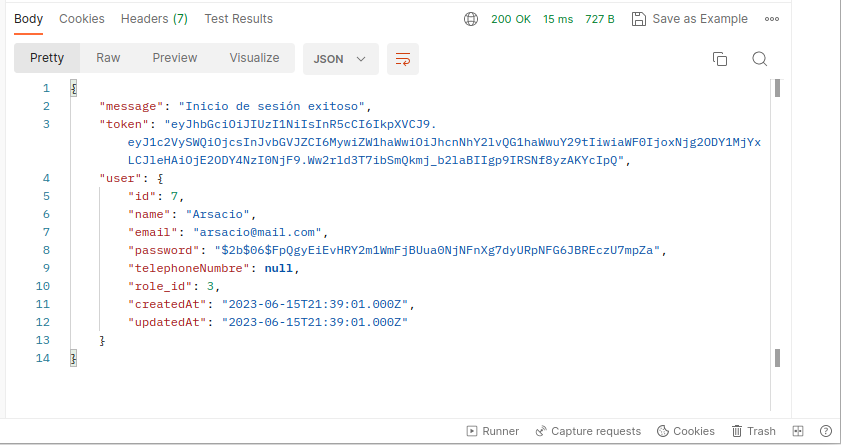 Body Cookies Headers (7) Test Results 200 OK 15 ms 727 B Save as Example
Pretty Raw Preview Visualize JSON
1 {
2 "message": "Inicio de sesión exitoso",
3 "token": "eyJhbGciOiJIUzI1NiIsInR5cCI6IkpXVCJ9.
eyJ1c2VySWQiOjcsInJvbGVJZCI6MywiZW1haWwiOiJhcnNhY2lvQG1haWwuY29tIiwiaWF0IjoxNjg2ODY1MjYx
LCJleHAiOjE2ODY4NzI0NjF9.Ww2rld3T7ibSmQkmj_b2laBIIgp9IRSNf8yzAKYcIpQ",
4 "user": {
5 "id": 7,
6 "name": "Arsacio",
7 "email": "arsacio@mail.com",
8 "password": "$2b$06$FpQgyEiEvHRY2m1WmFjBUua0NjNFnXg7dyURpNFG6JBREczU7mpZa",
9 "telephoneNumbre": null,
10 "role_id": 3,
11 "createdAt": "2023-06-15T21:39:01.000Z",
12 "updatedAt": "2023-06-15T21:39:01.000Z"
13 }
14 }
Runner Capture requests Cookies Trash